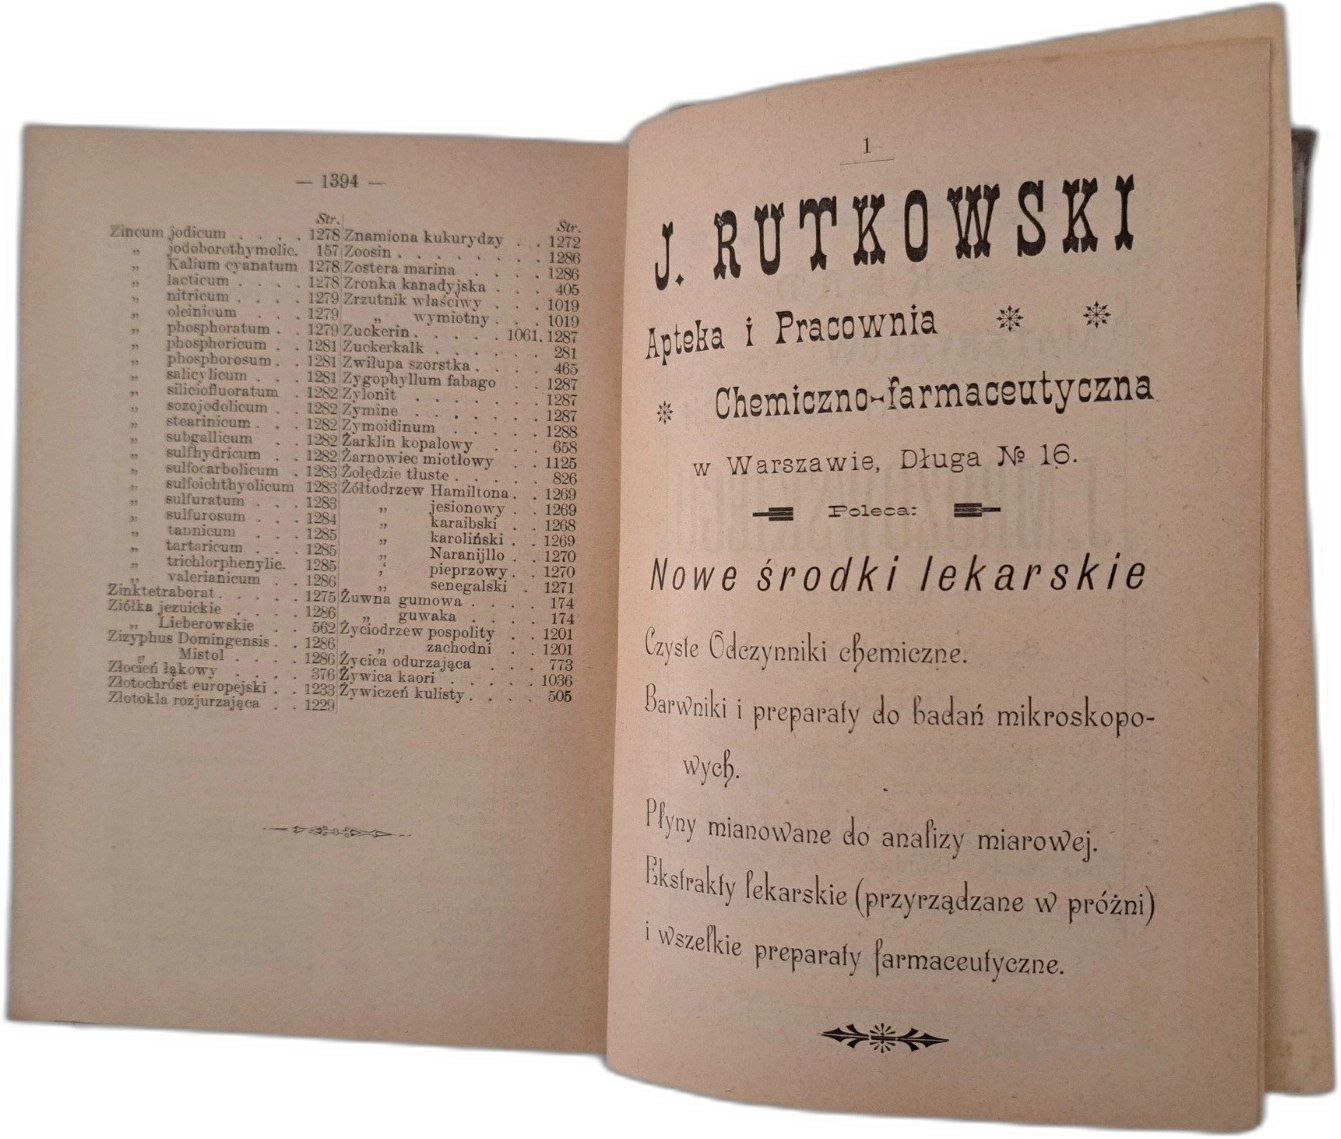 — 1394 —
Str.
Zincum jodicum . . . . 1278
„ jodoborothymolic. 157
„ Kalium cyanatum 1278
„ lacticum . . . . 1278
„ nitricum . . . . 1279
„ oleinicum . . . 1279
„ phosphoratum . . 1279
„ phosphoricum . . 1281
„ phosphorosum . . 1281
„ salicylicum . . . 1281
„ siliciofluoratum . 1282
„ sozojodolicum . . 1282
„ stearinicum . . . 1282
„ subgallicum . . 1282
„ sulfhydricum . . 1282
„ sulfocarbolicum . 1283
„ sulfoichthyolicum 1283
„ sulfuratum . . . 1283
„ sulfurosum . . . 1284
„ tannicum . . . 1285
„ tartaricum . . . 1285
„ trichlorphenylic. 1285
„ valerianicum . . 1286
Zinktetraborat . . . . . 1275
Ziółka jezuickie . . . . 1286
„ Lieberowskie . . 562
Zizyphus Domingensis . . 1286
„ Mistol . . . . 1286
Złocień łąkowy . . . . 376
Złotochróst europejski . . 1233
Złotokla rozjurzająca . . 1229
Str.
Znamiona kukurydzy . . 1272
Zoosin . . . . . . . . 1286
Zostera marina . . . . 1286
Zronka kanadyjska . . . 405
Zrzutnik właściwy . . . 1019
„ wymiotny . . . 1019
Zuckerin . . . . . 1061. 1287
Zuckerkalk . . . . . . 281
Zwiłupa szorstka . . . . 465
Zygophyllum fabago . . 1287
Zylonit . . . . . . 1287
Zymine . . . . . . 1287
Zymoidinum . . . . . 1288
Żarklin kopalowy . . . 658
Żarnowiec miotłowy . . 1125
Żołędzie tłuste . . . . . 826
Żółtodrzew Hamiltona . . 1269
„ jesionowy . . 1269
„ karaibski . . 1268
„ karoliński . . 1269
„ Naranijllo . . 1270
„ pieprzowy . . 1270
„ senegalski . 1271
Żuwna gumowa . . . . 174
„ guwaka . . . . 174
Życiodrzew pospolity . . 1201
„ zachodni . . 1201
Życica odurzająca . . . 773
Żywica kaori . . . . . 1036
Żywiczeń kulisty . . . . 505
1
J. RUTKOWSKI
Apteka i Pracownia
Chemiczno-farmaceutyczna
w Warszawie, Długa № 16.
Poleca:
Nowe środki lekarskie
Czyste Odczynniki chemiczne.
Barwniki i preparaty do badań mikroskopo-
wych.
Płyny mianowane do analizy miarowej.
Ekstrakty lekarskie (przyrządzane w próżni)
i wszelkie preparaty farmaceutyczne.